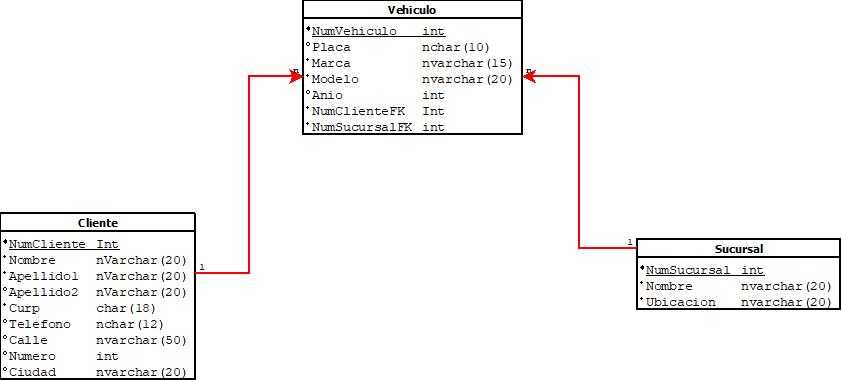 Vehiculo
NumVehiculo int
Placa nchar(10)
Marca nvarchar(15)
Modelo nvarchar(20)
Anio int
NumClienteFK Int
NumSucursalFK int
n
n
Cliente
NumCliente Int
Nombre nVarchar(20)
Apellido1 nVarchar(20)
Apellido2 nVarchar(20)
Curp char(18)
Telefono nchar(12)
Calle nvarchar(50)
Numero int
Ciudad nvarchar(20)
1
1
Sucursal
NumSucursal int
Nombre nvarchar(20)
Ubicacion nvarchar(20)